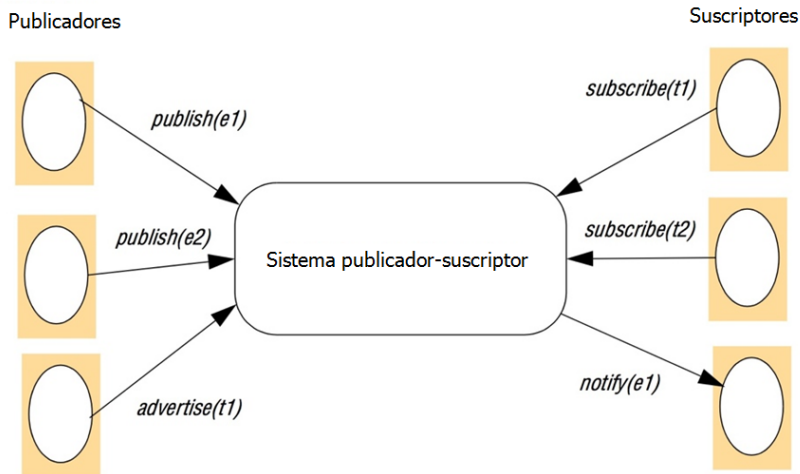 Publicadores
Suscriptores
publish(e1)
subscribe(t1)
publish(e2)
subscribe(t2)
Sistema publicador-suscriptor
advertise(t1)
notify(e1)